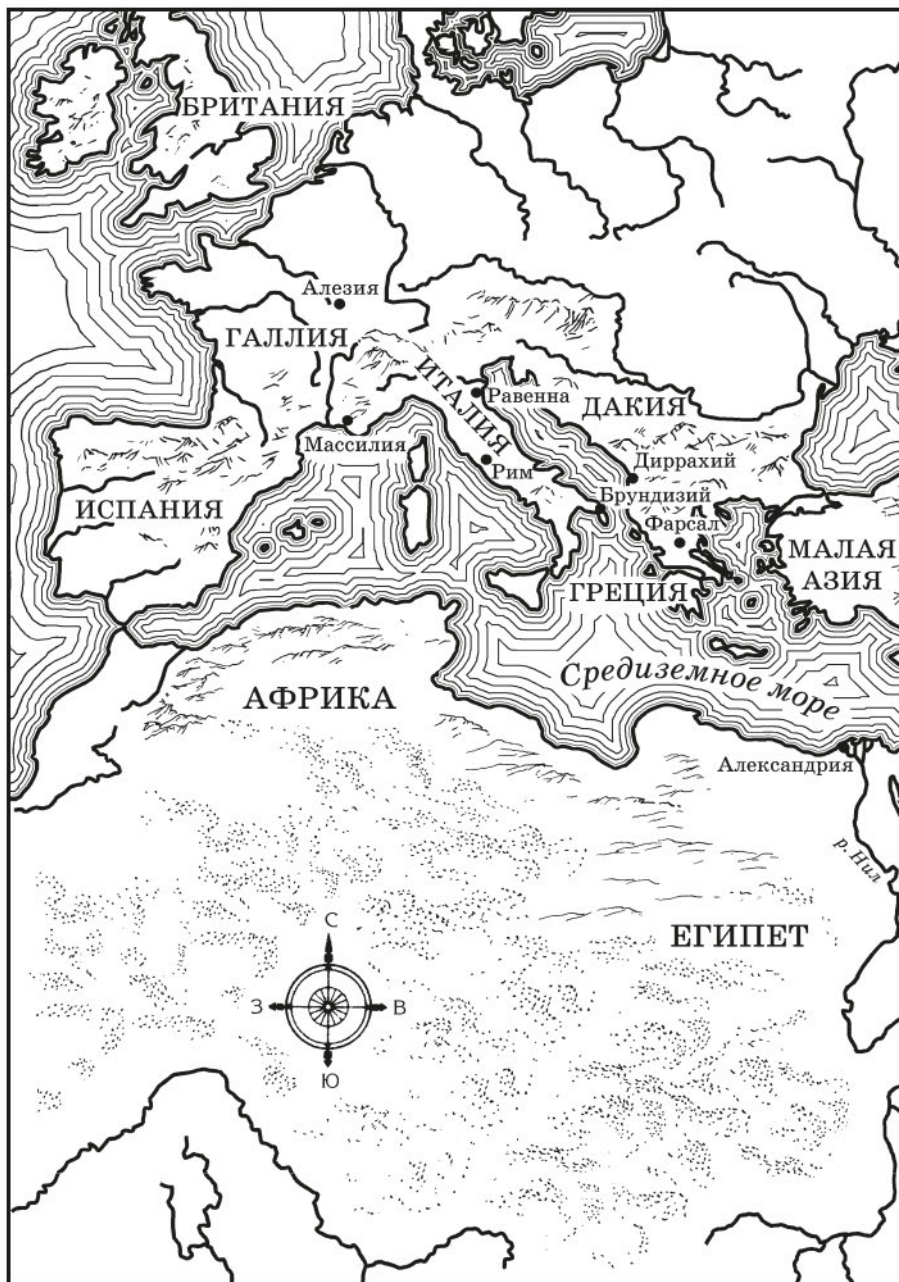 БРИТАНИЯ
Алезия
ГАЛЛИЯ
ИТАЛИЯ
Равенна
ДАКИЯ
Массилия
Рим
Диррахий
Брундизий
ИСПАНИЯ
Фарсал
МАЛАЯ
АЗИЯ
ГРЕЦИЯ
Средиземное море
АФРИКА
Александрия
р. Нил
ЕГИПЕТ
С
З
В
Ю